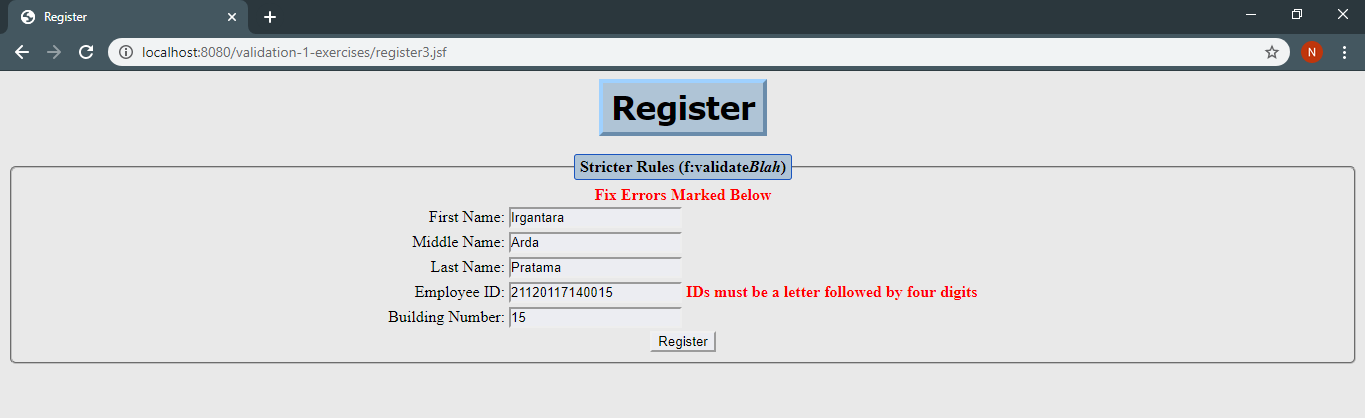 Register
localhost:8080/validation-1-exercises/register3.jsf
N
Register
Stricter Rules (f:validateBlah)
Fix Errors Marked Below
First Name: Irgantara
Middle Name: Arda
Last Name: Pratama
Employee ID: 21120117140015 IDs must be a letter followed by four digits
Building Number: 15
Register